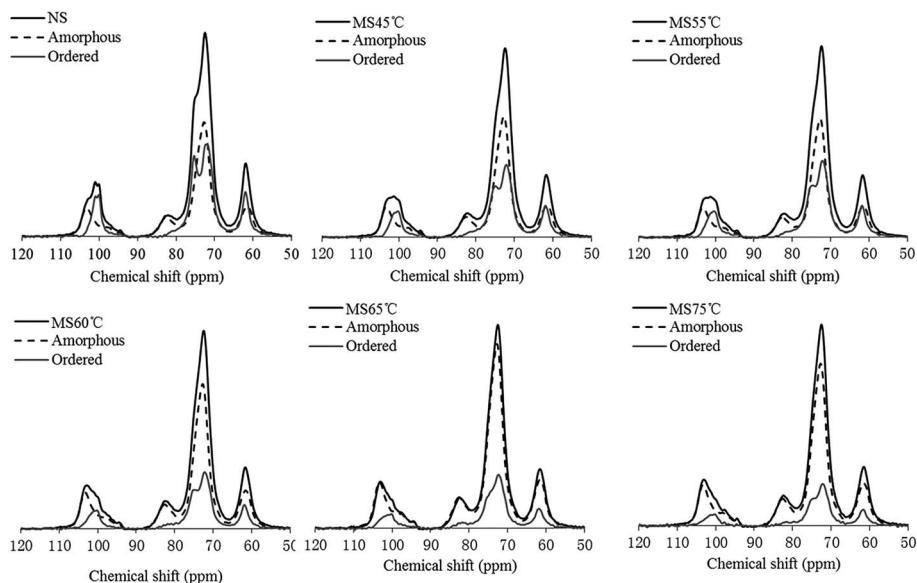 NS
Amorphous
Ordered
120 110 100 90 80 70 60 50
Chemical shift (ppm)
MS45℃
Amorphous
Ordered
120 110 100 90 80 70 60 50
Chemical shift (ppm)
MS55℃
Amorphous
Ordered
120 110 100 90 80 70 60 50
Chemical shift (ppm)
MS60℃
Amorphous
Ordered
120 110 100 90 80 70 60 50
Chemical shift (ppm)
MS65℃
Amorphous
Ordered
120 110 100 90 80 70 60 50
Chemical shift (ppm)
MS75℃
Amorphous
Ordered
120 110 100 90 80 70 60 50
Chemical shift (ppm)